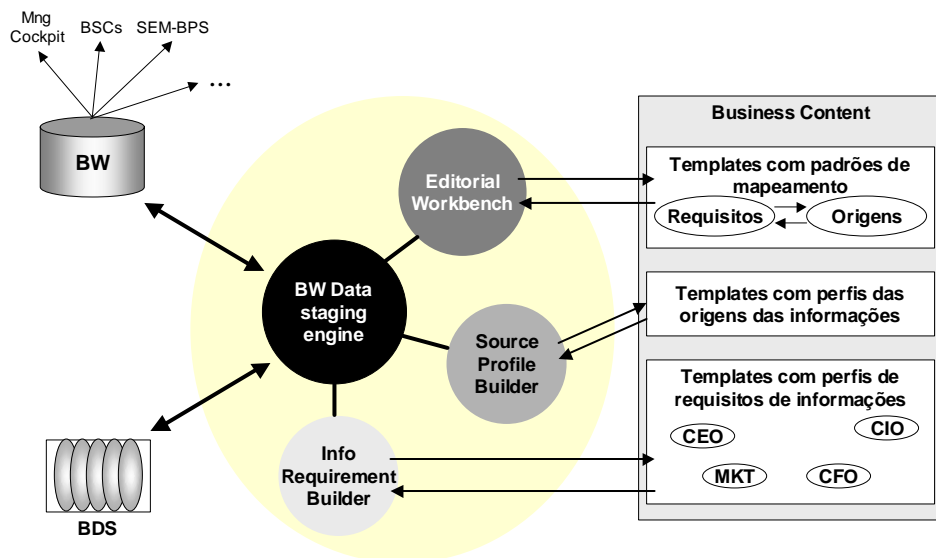 Mng
Cockpit
BSCs
SEM-BPS
...
BW
Editorial
Workbench
BW Data
staging
engine
Source
Profile
Builder
Info
Requirement
Builder
BDS
Business Content
Templates com padrões de
mapeamento
Requisitos
Origens
Templates com perfis das
origens das informações
Templates com perfis de
requisitos de informações
CEO
CIO
MKT
CFO